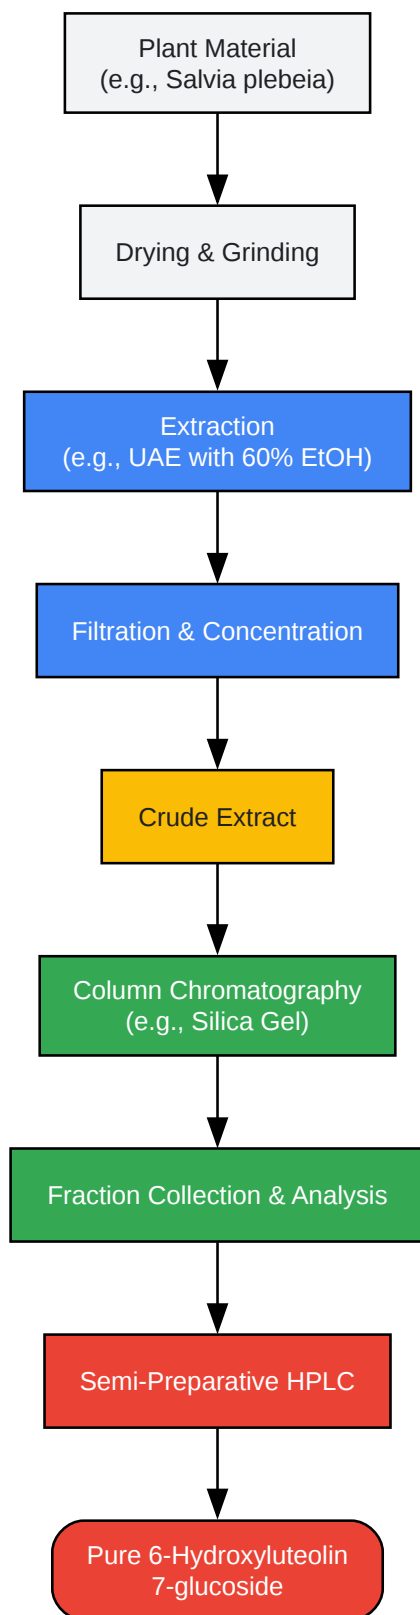 Plant Material
(e.g., Salvia plebeia)
Drying & Grinding
Extraction
(e.g., UAE with 60% EtOH)
Filtration & Concentration
Crude Extract
Column Chromatography
(e.g., Silica Gel)
Fraction Collection & Analysis
Semi-Preparative HPLC
Pure 6-Hydroxyluteolin
7-glucoside